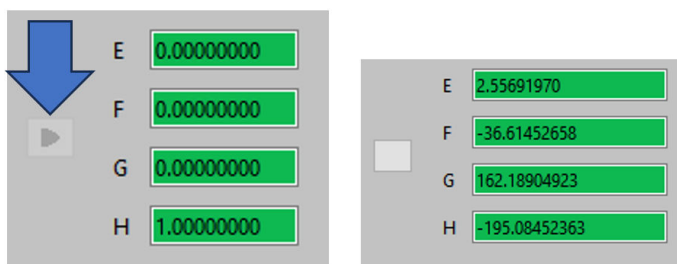 E 0.00000000
F 0.00000000
G 0.00000000
H 1.00000000
E 2.55691970
F -36.61452658
G 162.18904923
H -195.08452363